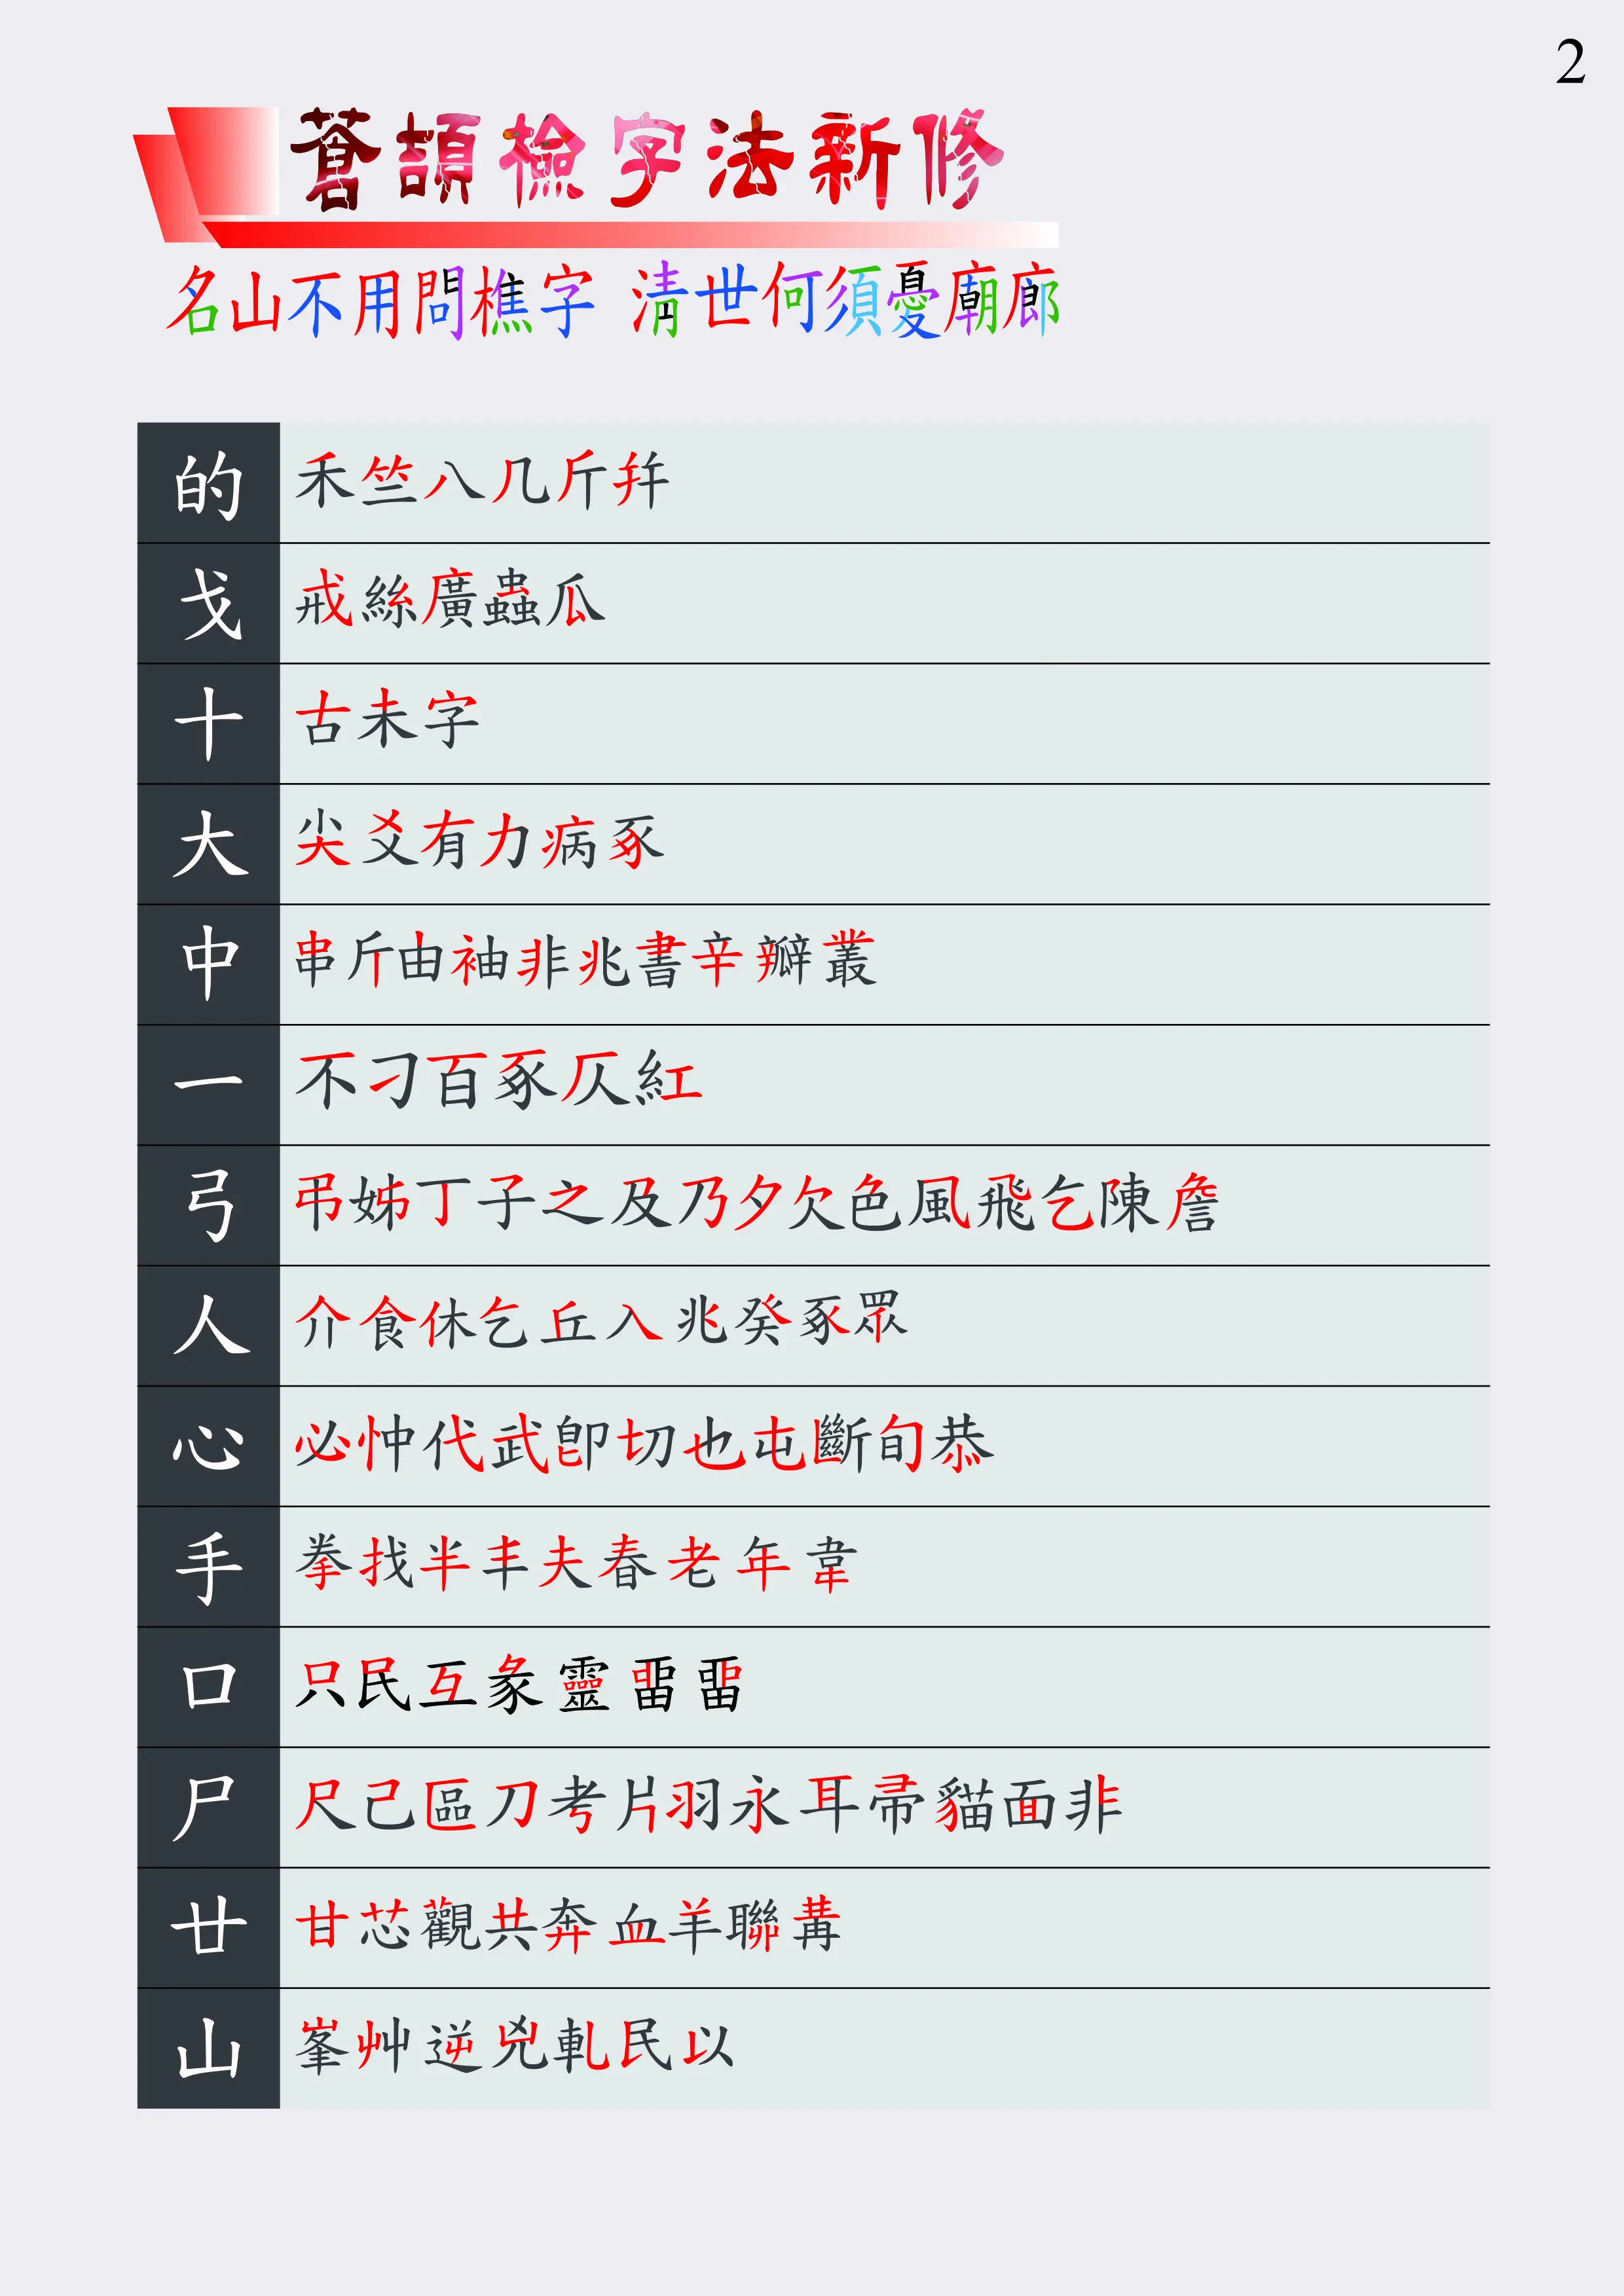 2
蒼頡檢字法新修
名山不用問樵字 清世何須憂廟廊
的 禾竺八几斤幷
戈 戒絲廣蟲瓜
十 古未字
大 尖爻有力病豕
中 串斤由袖非兆書辛瓣叢
一 不刁百豕仄紅
弓 弔姊丁子之及乃夕欠色風飛乞陳詹
人 介食休乞丘入兆癸豕眾
心 必忡代武卽切也屯斷旬恭
手 拳找半丰夫春老年韋
口 只民互彖靈
尸 尺己區刀考片羽永耳帚貓面非
廿 甘芯觀共奔血羊聯冓
山 峯艸逆兇軋民以